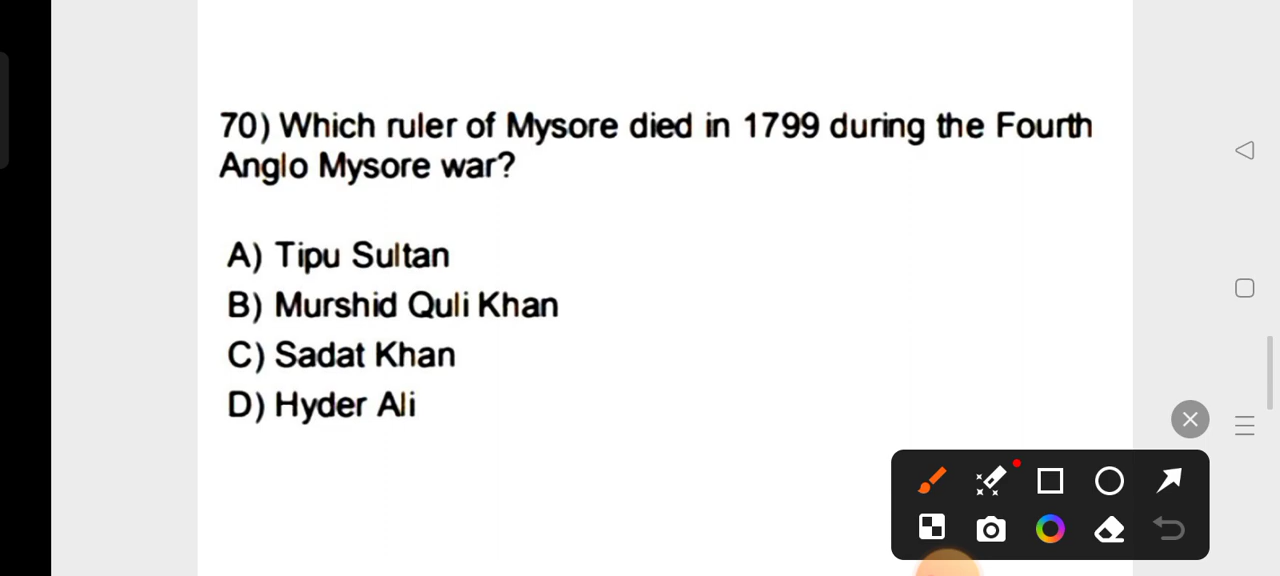 70) Which ruler of Mysore died in 1799 during the Fourth
Anglo Mysore war?
A) Tipu Sultan
B) Murshid Quli Khan
C) Sadat Khan
D) Hyder Ali